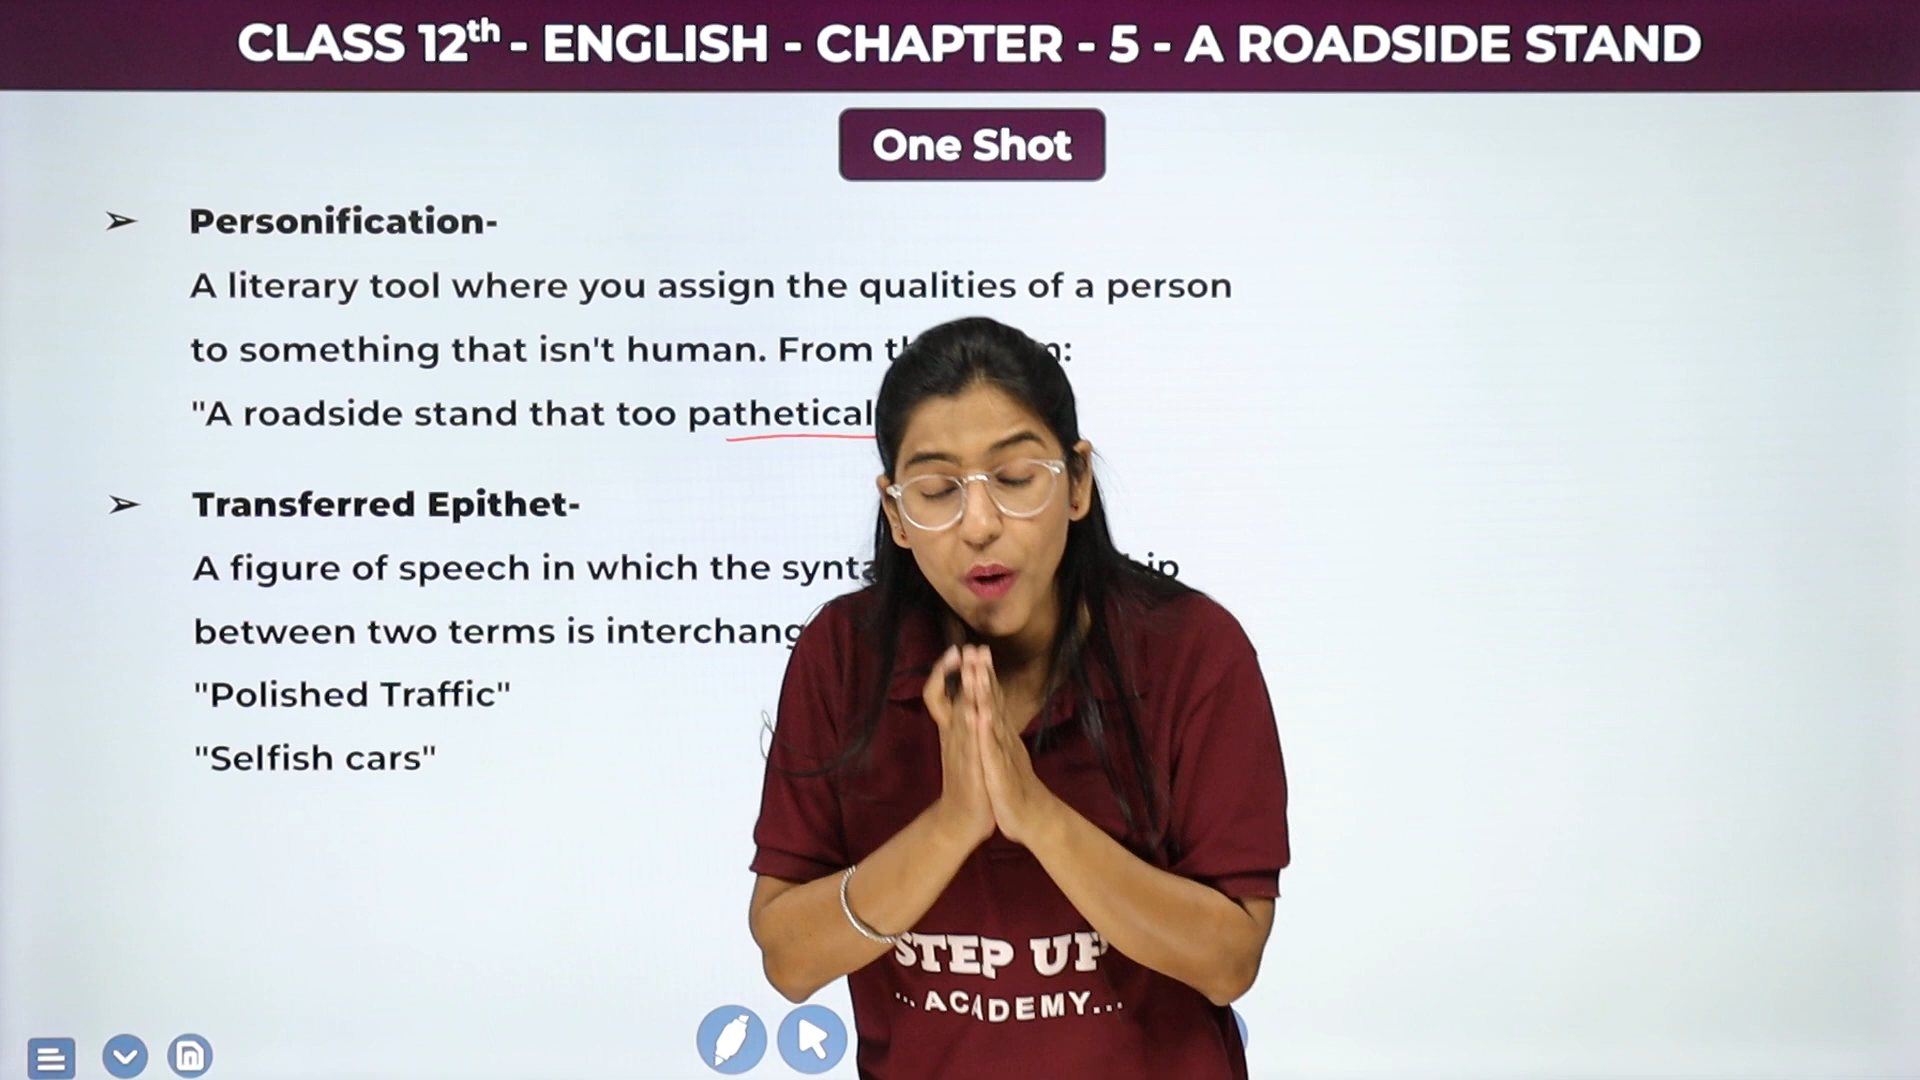 CLASS 12th - ENGLISH - CHAPTER - 5 - A ROADSIDE STAND
One Shot
➢ Personification-
A literary tool where you assign the qualities of a person
to something that isn't human. From
"A roadside stand that too pathetical
➢ Transferred Epithet-
A figure of speech in which the
between two terms is
"Polished Traffic"
"Selfish cars"
STEP UP
...ACADEMY...